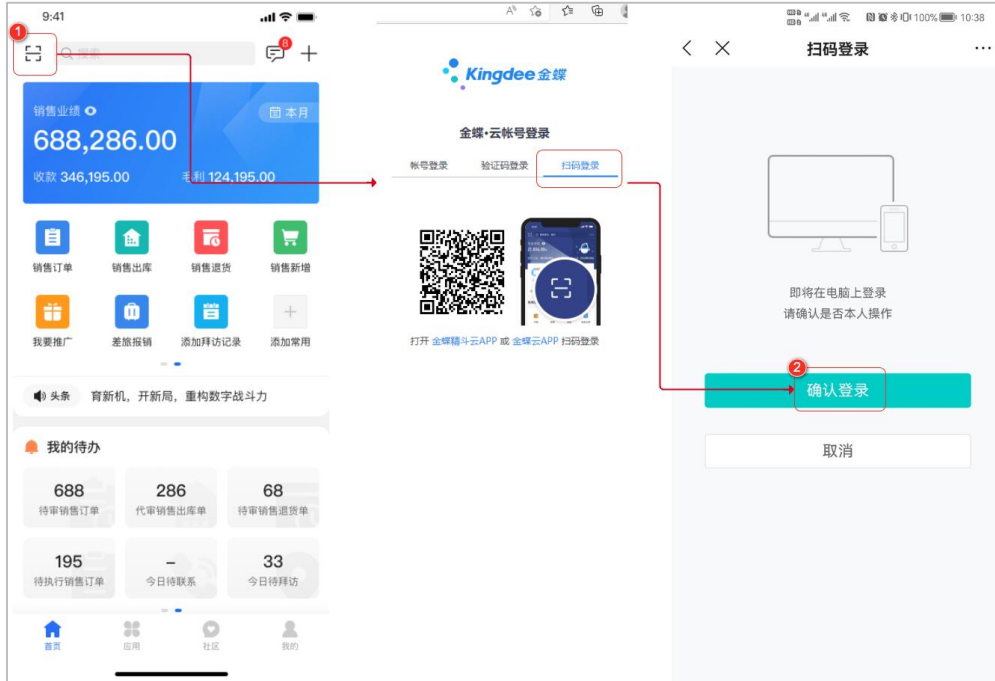 9:41
1
搜索
8
销售业绩
本月
688,286.00
收款 346,195.00
毛利 124,195.00
销售订单
销售出库
销售退货
销售新增
我要推广
差旅报销
添加拜访记录
添加常用
头条
育新机，开新局，重构数字战斗力
我的待办
688
286
68
待审销售订单
代审销售出库单
待审销售退货单
195
–
33
待执行销售订单
今日待联系
今日待拜访
首页
应用
社区
我的
Kingdee金蝶
金蝶·云帐号登录
帐号登录
验证码登录
扫码登录
打开 金蝶精斗云APP 或 金蝶云APP 扫码登录
100%
10:38
扫码登录
即将在电脑上登录
请确认是否本人操作
2
确认登录
取消